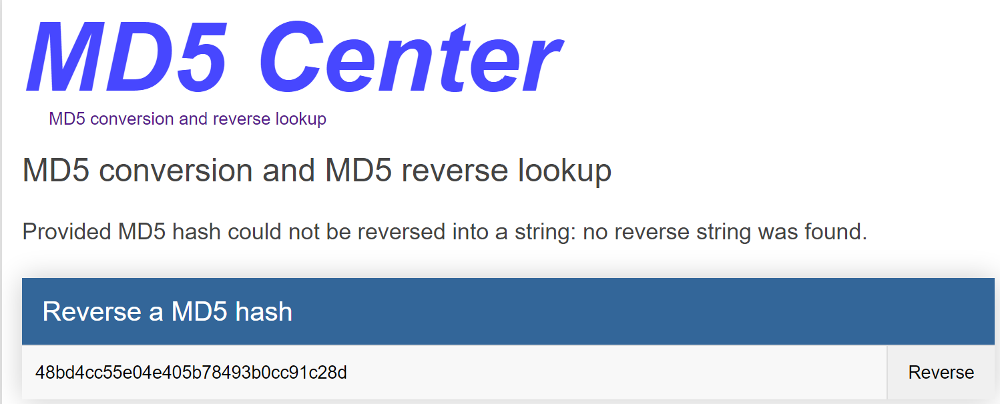 MD5 Center
MD5 conversion and reverse lookup
MD5 conversion and MD5 reverse lookup
Provided MD5 hash could not be reversed into a string: no reverse string was found.
Reverse a MD5 hash
48bd4cc55e04e405b78493b0cc91c28d
Reverse